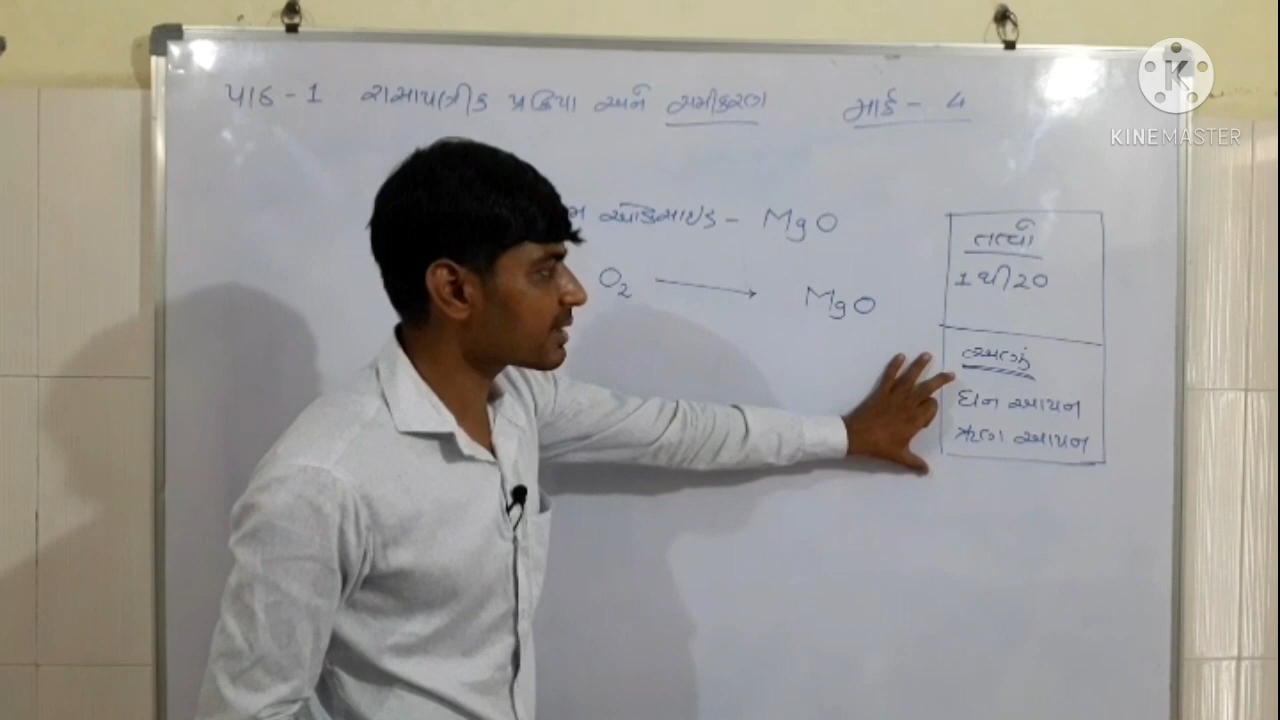 પાઠ - 1 રાસાયણીક પ્રક્રિયા અને સમીકરણ માર્ક - 4
K
KINEMASTER
મ ઓક્સાઇડ - MgO
O2 → MgO
તત્વો
1 થી 20
ધન આયન
ઋણ આયન